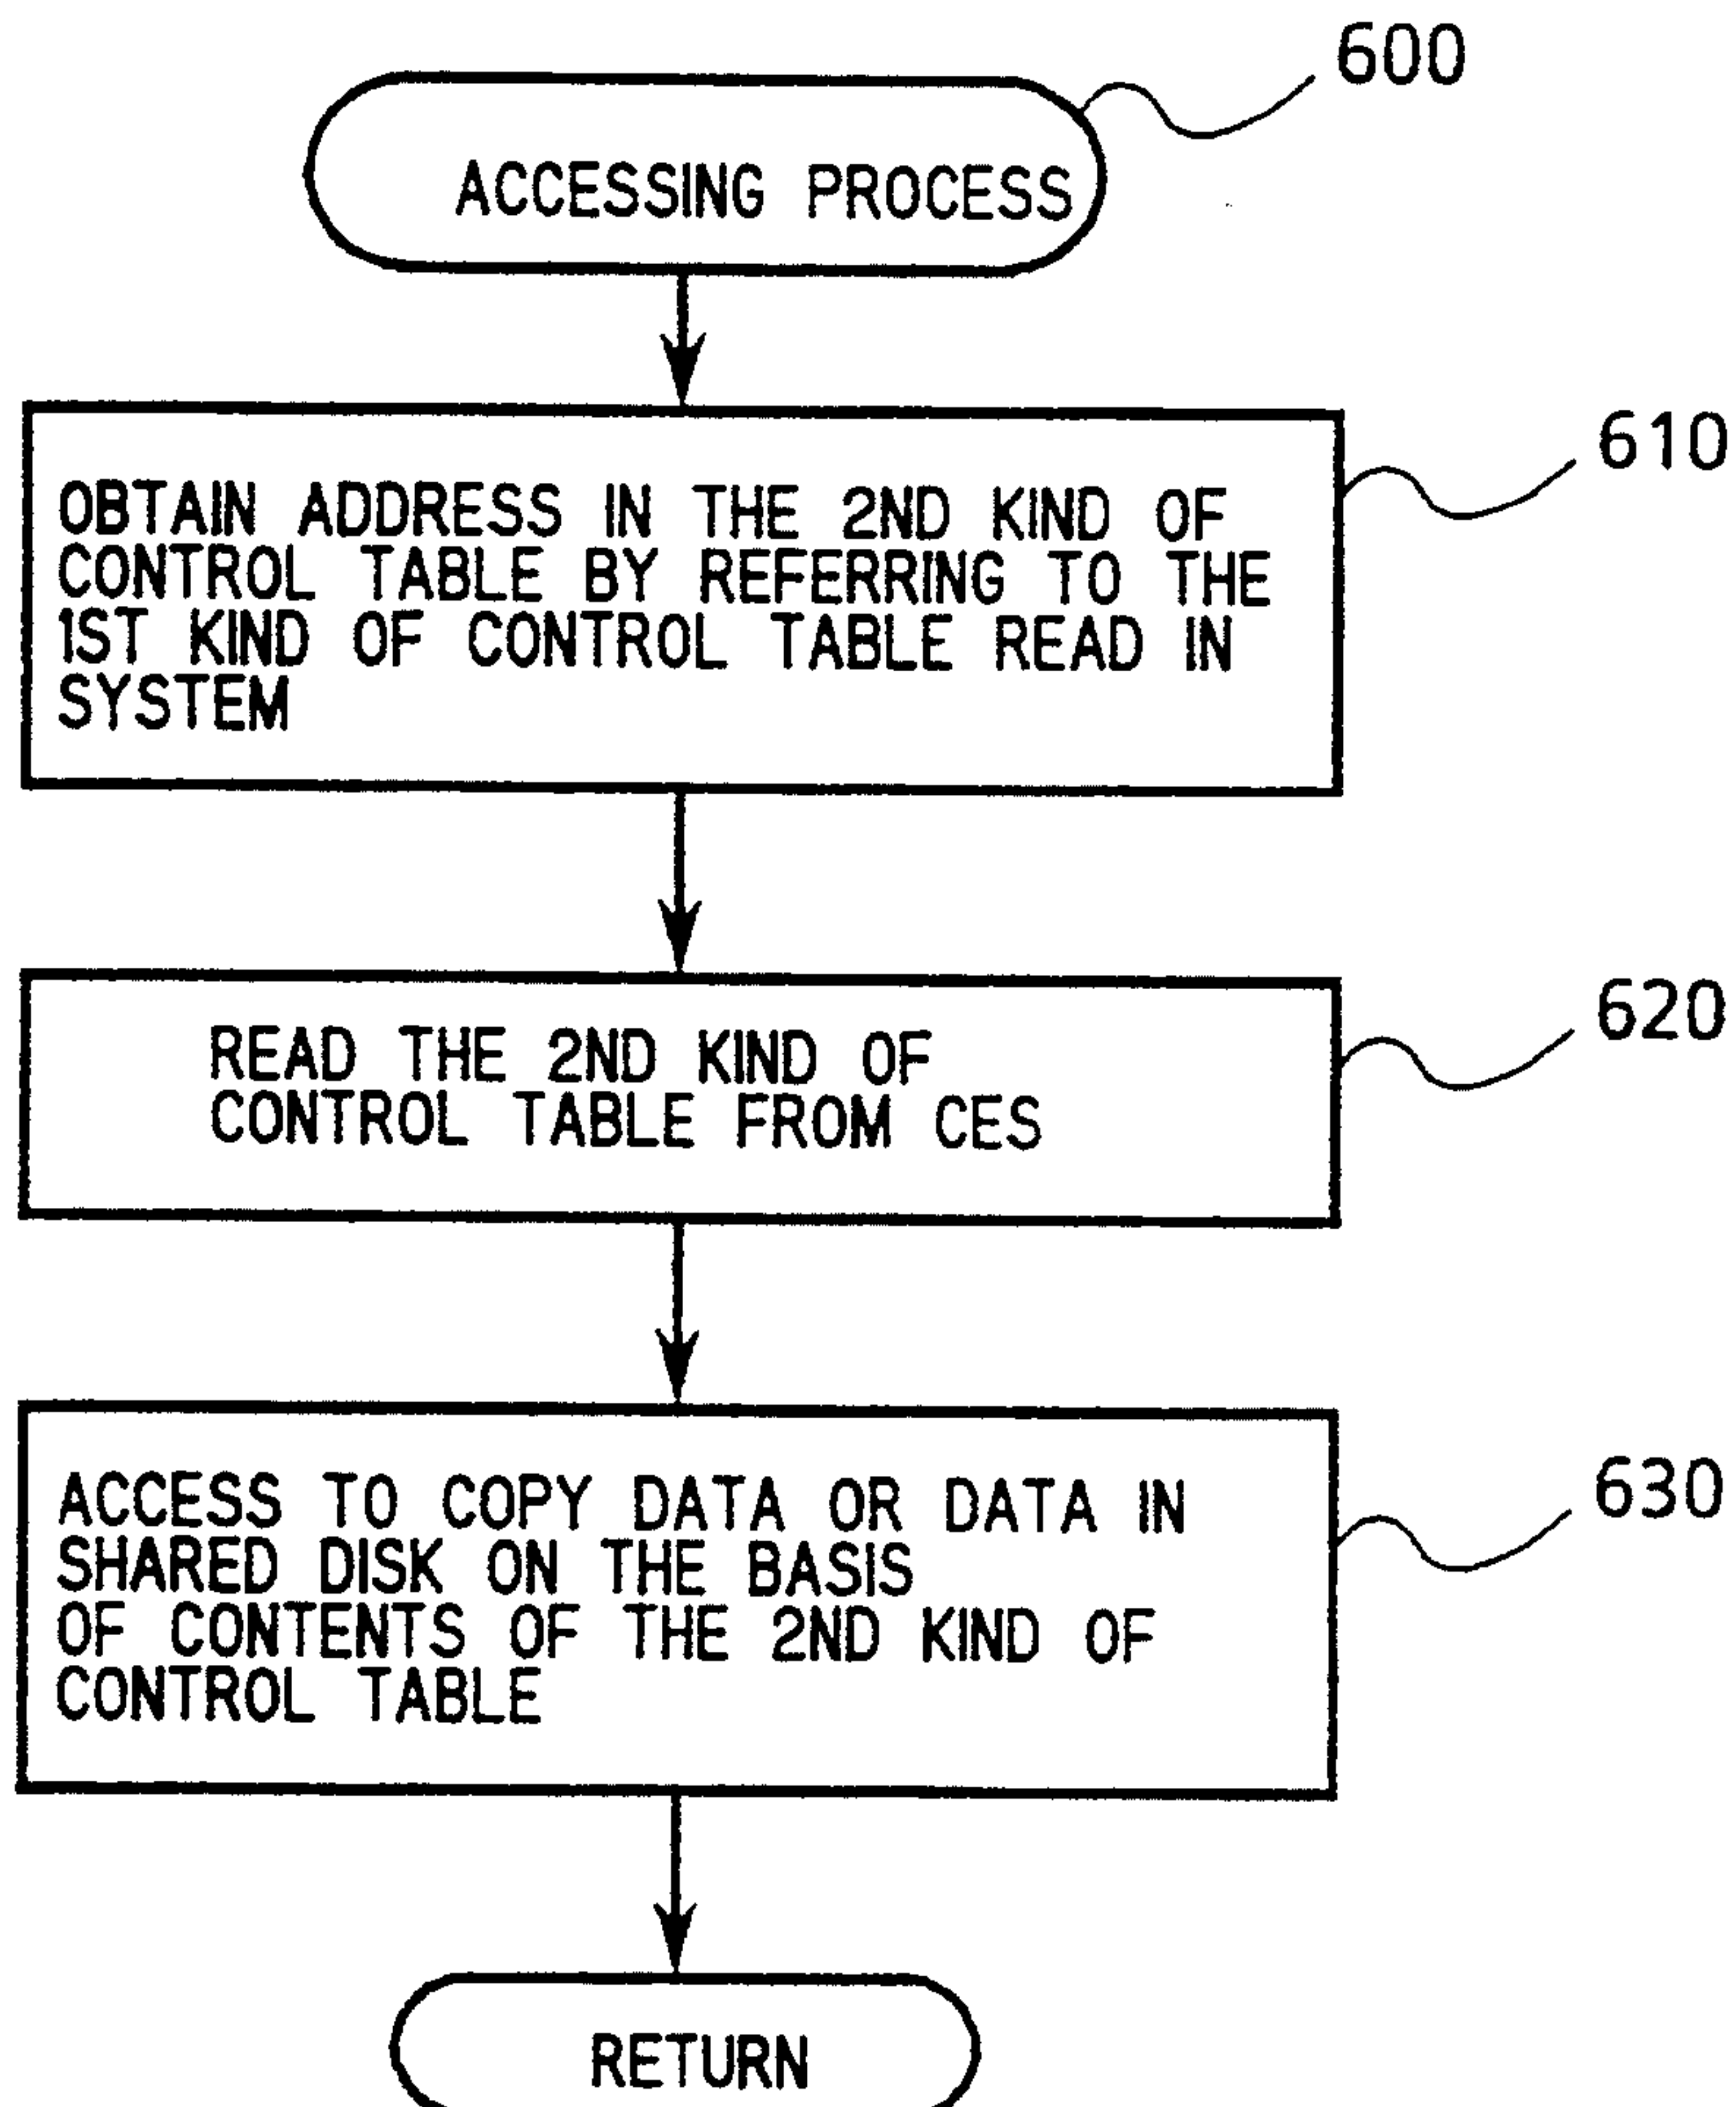 600
ACCESSING PROCESS
610
OBTAIN ADDRESS IN THE 2ND KIND OF
CONTROL TABLE BY REFERRING TO THE
1ST KIND OF CONTROL TABLE READ IN
SYSTEM
620
READ THE 2ND KIND OF
CONTROL TABLE FROM CES
630
ACCESS TO COPY DATA OR DATA IN
SHARED DISK ON THE BASIS
OF CONTENTS OF THE 2ND KIND OF
CONTROL TABLE
RETURN